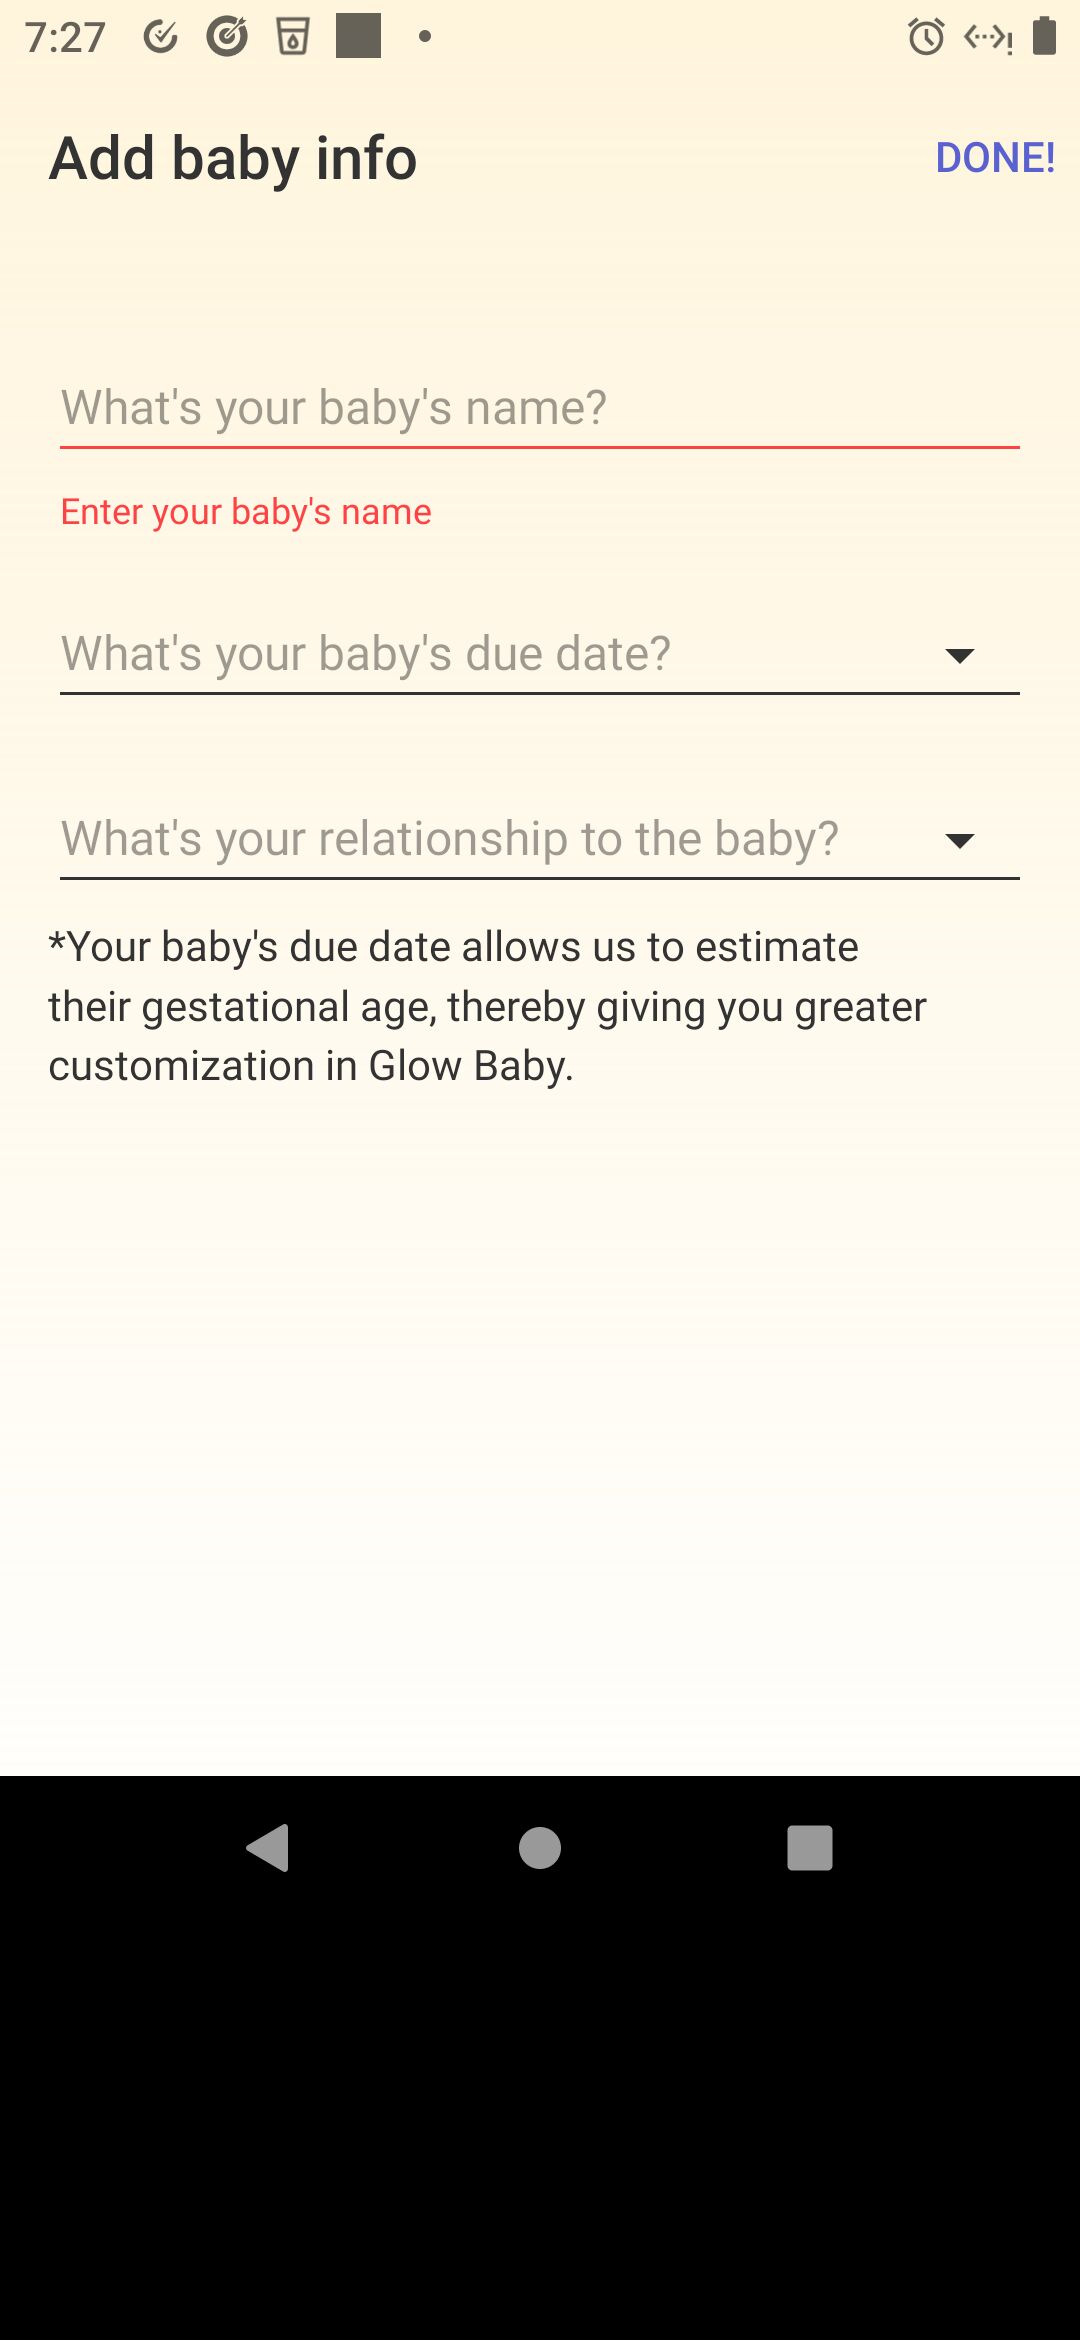 7:27
Add baby info
DONE!
What's your baby's name?
Enter your baby's name
What's your baby's due date?
What's your relationship to the baby?
*Your baby's due date allows us to estimate
their gestational age, thereby giving you greater
customization in Glow Baby.